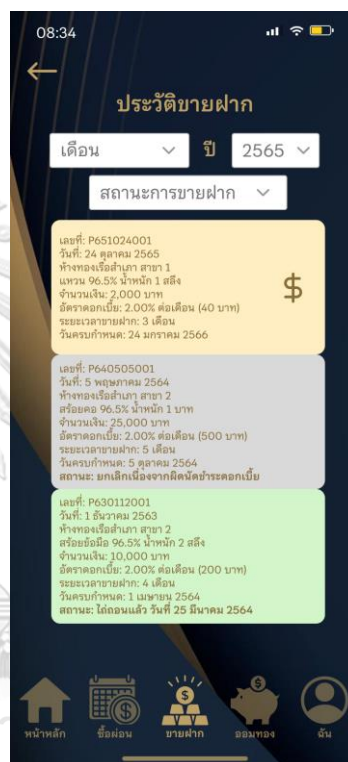 08:34
ประวัติขายฝาก
เดือน ปี 2565
สถานะการขายฝาก
เลขที่: P651024001
วันที่: 24 ตุลาคม 2565
ห้างทองเรือสำเภา สาขา 1
แหวน 96.5% น้ำหนัก 1 สลึง
จำนวนเงิน: 2,000 บาท
อัตราดอกเบี้ย: 2.00% ต่อเดือน (40 บาท)
ระยะเวลาขายฝาก: 3 เดือน
วันครบกำหนด: 24 มกราคม 2566
$
เลขที่: P640505001
วันที่: 5 พฤษภาคม 2564
ห้างทองเรือสำเภา สาขา 2
สร้อยคอ 96.5% น้ำหนัก 1 บาท
จำนวนเงิน: 25,000 บาท
อัตราดอกเบี้ย: 2.00% ต่อเดือน (500 บาท)
ระยะเวลาขายฝาก: 5 เดือน
วันครบกำหนด: 5 ตุลาคม 2564
สถานะ: ยกเลิกเนื่องจากผิดนัดชำระดอกเบี้ย
เลขที่: P630112001
วันที่: 1 ธันวาคม 2563
ห้างทองเรือสำเภา สาขา 2
สร้อยข้อมือ 96.5% น้ำหนัก 2 สลึง
จำนวนเงิน: 10,000 บาท
อัตราดอกเบี้ย: 2.00% ต่อเดือน (200 บาท)
ระยะเวลาขายฝาก: 4 เดือน
วันครบกำหนด: 1 เมษายน 2564
สถานะ: ไถ่ถอนแล้ว วันที่ 25 มีนาคม 2564
หน้าหลัก ซื้อผ่อน ขายฝาก ออมทอง ฉัน